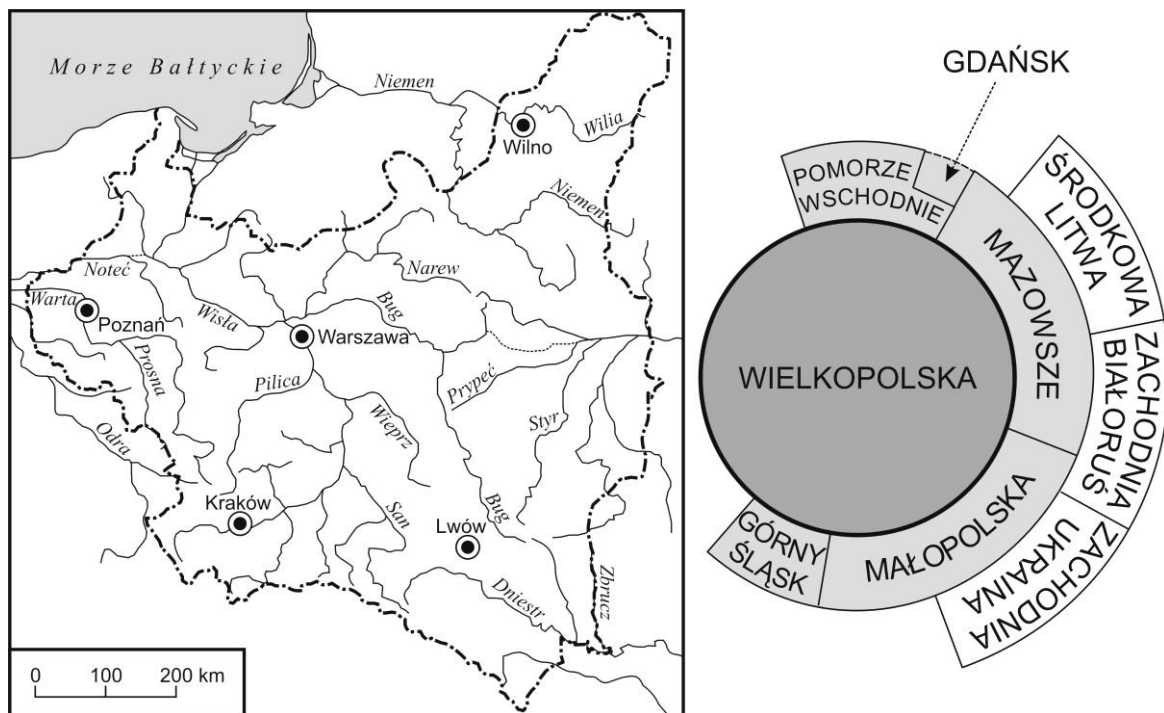 Morze Bałtyckie
Niemen
Wilia
Wilno
Niemen
Noteć
Narew
Warta
Poznań
Wisła
Bug
Warszawa
Prosna
Pilica
Prypeć
Wieprz
Styr
Odra
Kraków
San
Lwów
Bug
Dniestr
Zbrucz
0 100 200 km
GDAŃSK
POMORZE
WSCHODNIE
MAZOWSZE
ŚRODKOWA
LITWA
WIELKOPOLSKA
ZACHODNIA
BIAŁORUŚ
GÓRNY
ŚLĄSK
MAŁOPOLSKA
ZACHODNIA
UKRAINA